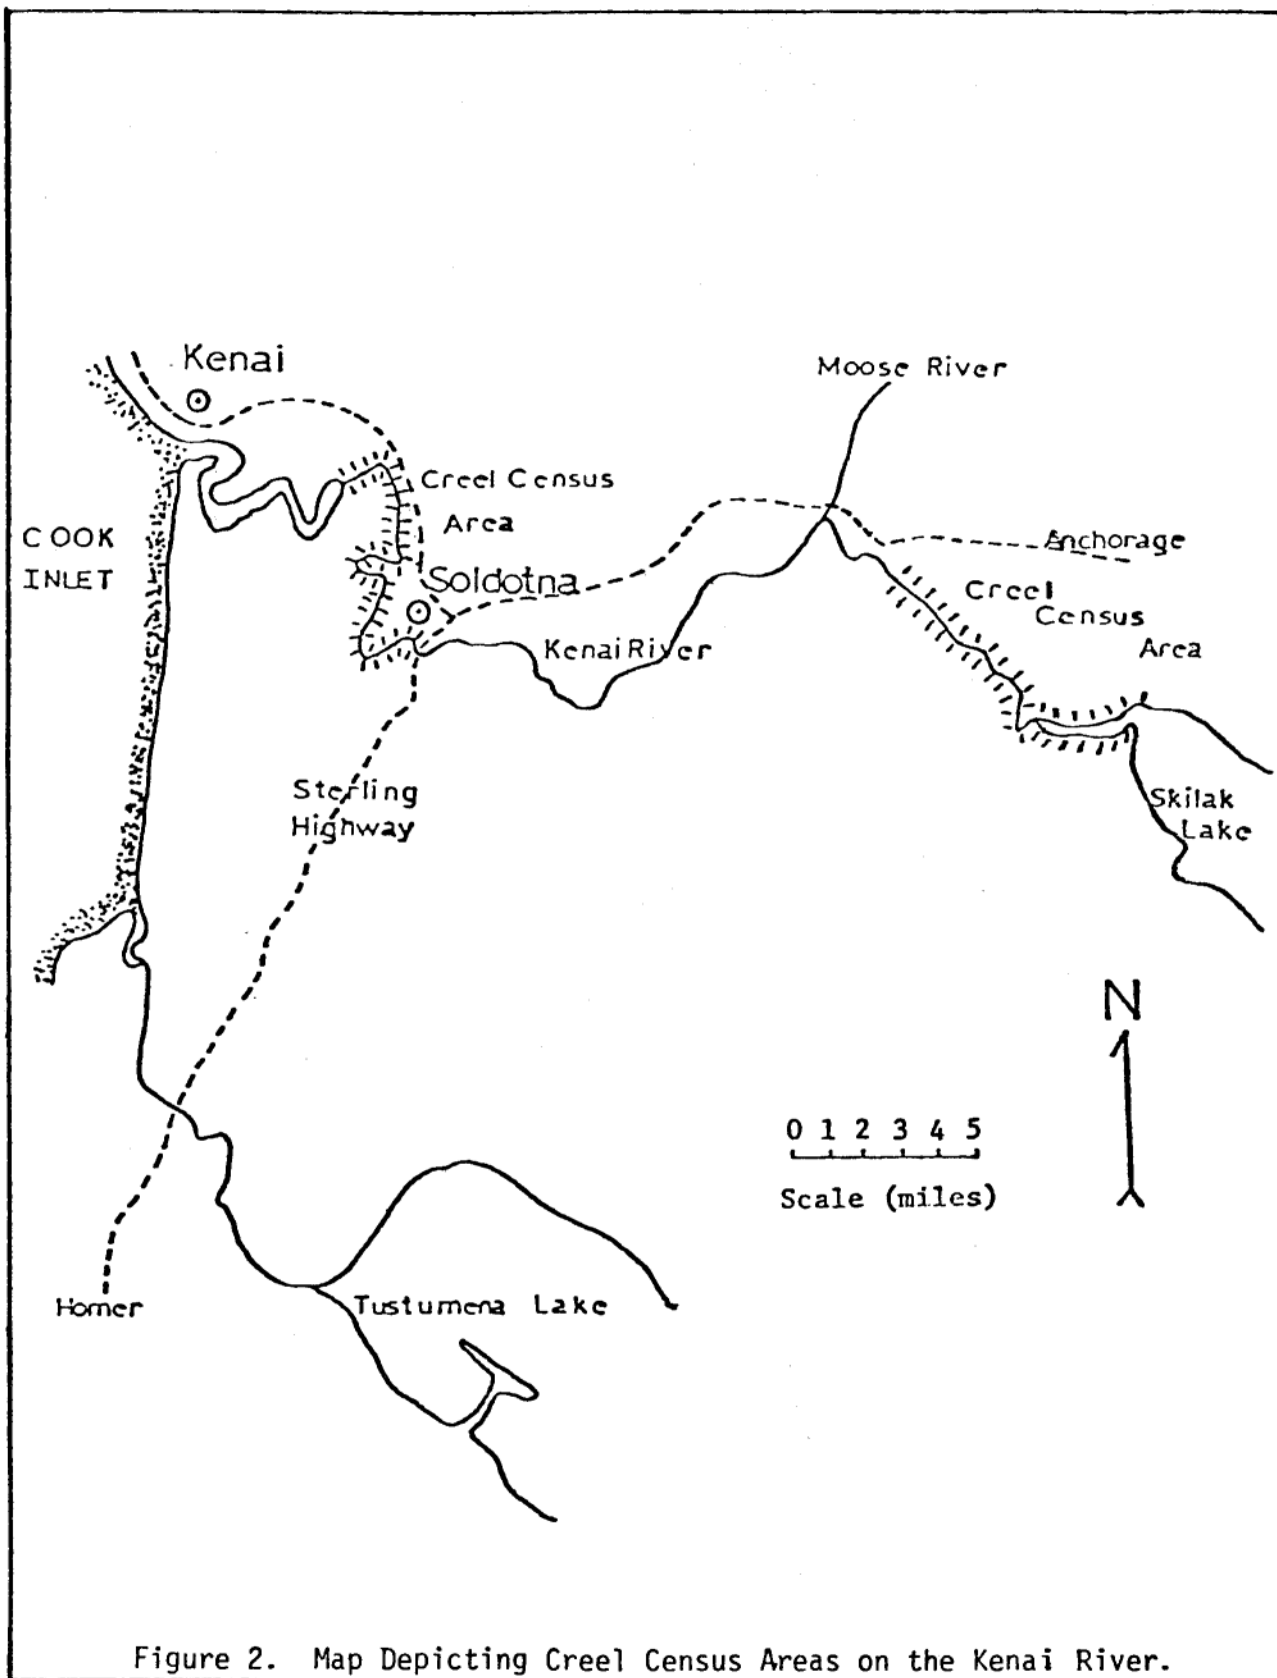 Kenai
Moose River
Creel Census
Area
COOK
INLET
Anchorage
Soldotna
Creel
Census
Area
Kenai River
Sterling
Highway
Skilak
Lake
N
0 1 2 3 4 5
Scale (miles)
Homer
Tustumena Lake
Figure 2. Map Depicting Creel Census Areas on the Kenai River.